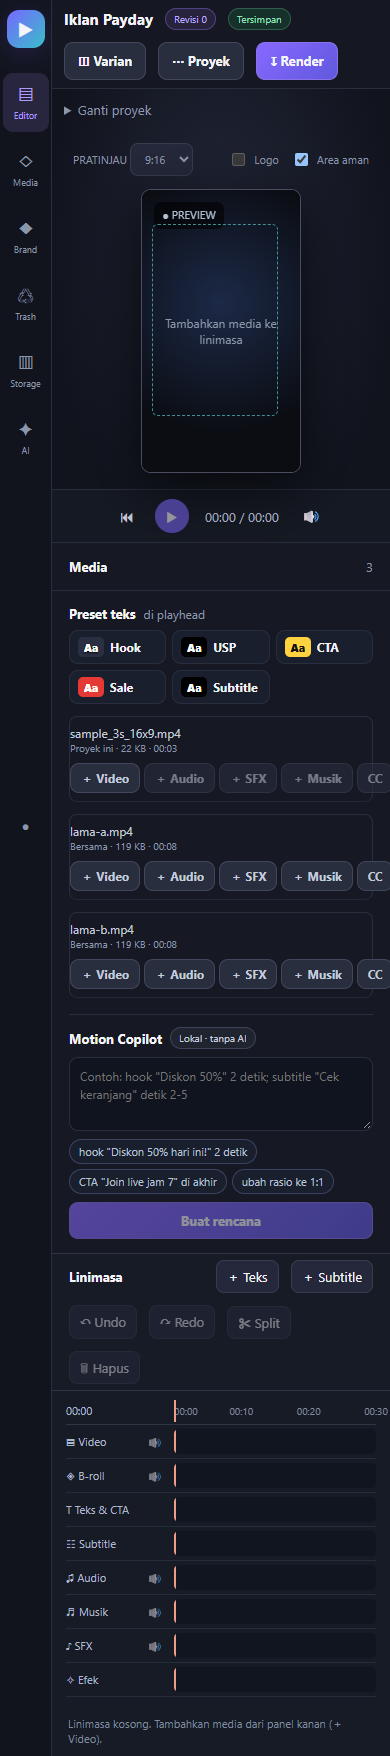 Iklan Payday Revisi 0 Tersimpan
Varian Proyek Render
Editor
Media
Brand
Trash
Storage
AI
Ganti proyek
PRATINJAU 9:16 Logo Area aman
PREVIEW
Tambahkan media ke
linimasa
00:00 / 00:00
Media 3
Preset teks di playhead
Aa Hook Aa USP Aa CTA
Aa Sale Aa Subtitle
sample_3s_16x9.mp4
Proyek ini · 22 KB · 00:03
+ Video + Audio + SFX + Musik CC
lama-a.mp4
Bersama · 119 KB · 00:08
+ Video + Audio + SFX + Musik CC
lama-b.mp4
Bersama · 119 KB · 00:08
+ Video + Audio + SFX + Musik CC
Motion Copilot Lokal · tanpa AI
Contoh: hook "Diskon 50%" 2 detik; subtitle "Cek
keranjang" detik 2-5
hook "Diskon 50% hari ini!" 2 detik
CTA "Join live jam 7" di akhir ubah rasio ke 1:1
Buat rencana
Linimasa + Teks + Subtitle
Undo Redo Split
Hapus
00:00 00:00 00:10 00:20 00:30
Video
B-roll
T Teks & CTA
Subtitle
Audio
Musik
SFX
Efek
Linimasa kosong. Tambahkan media dari panel kanan (+
Video).